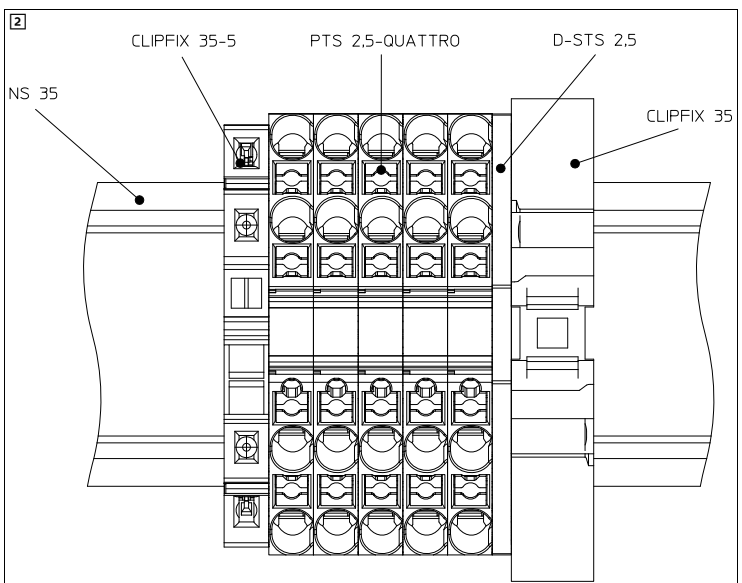 2
CLIPFIX 35-5
PTS 2,5-QUATTRO
D-STS 2,5
NS 35
CLIPFIX 35